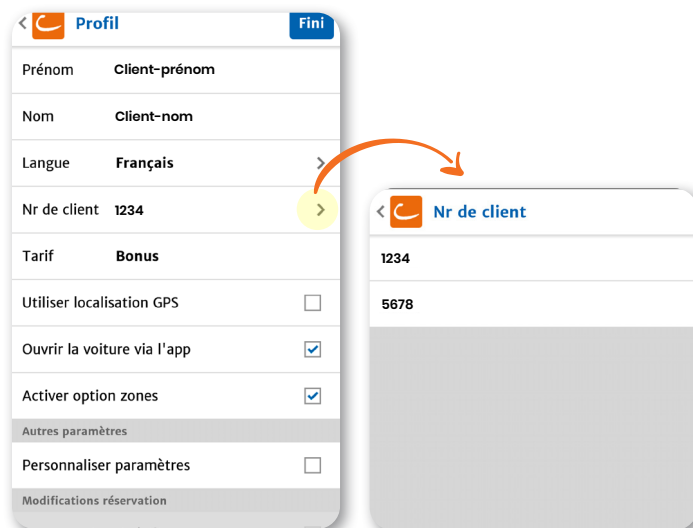 Profil
Fini
Prénom Client-prénom
Nom Client-nom
Langue Français
Nr de client 1234
Tarif Bonus
Utiliser localisation GPS
Ouvrir la voiture via l'app
Activer option zones
Autres paramètres
Personnaliser paramètres
Modifications réservation
Nr de client
1234
5678